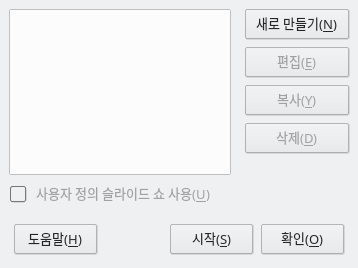 새로 만들기(N)
편집(E)
복사(Y)
삭제(D)
사용자 정의 슬라이드 쇼 사용(U)
도움말(H)
시작(S)
확인(O)